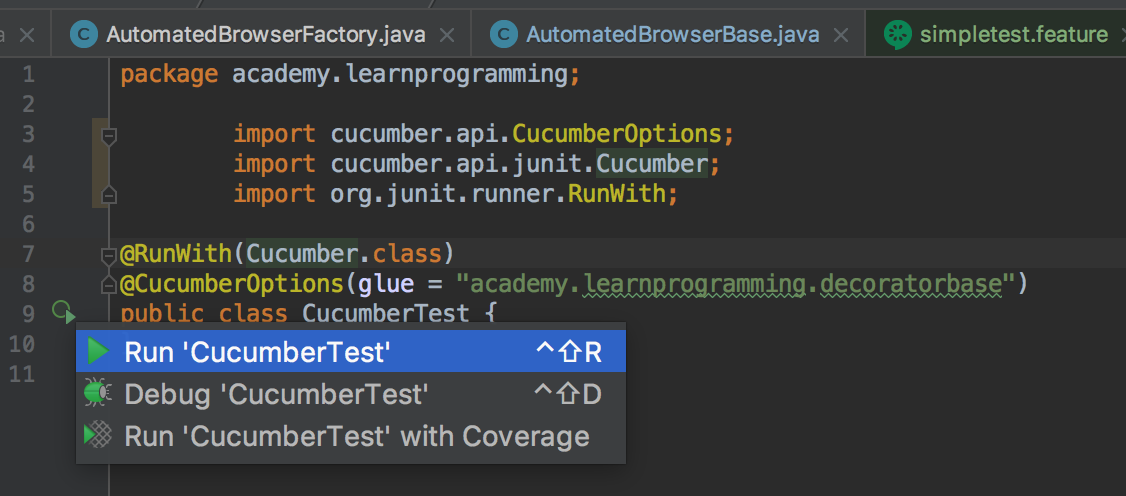 a
AutomatedBrowserFactory.java
AutomatedBrowserBase.java
simpletest.feature
1 package academy.learnprogramming;
2
3 import cucumber.api.CucumberOptions;
4 import cucumber.api.junit.Cucumber;
5 import org.junit.runner.RunWith;
6
7 @RunWith(Cucumber.class)
8 @CucumberOptions(glue = "academy.learnprogramming.decoratorbase")
9 public class CucumberTest {
10
11
Run 'CucumberTest' ^⇧R
Debug 'CucumberTest' ^⇧D
Run 'CucumberTest' with Coverage